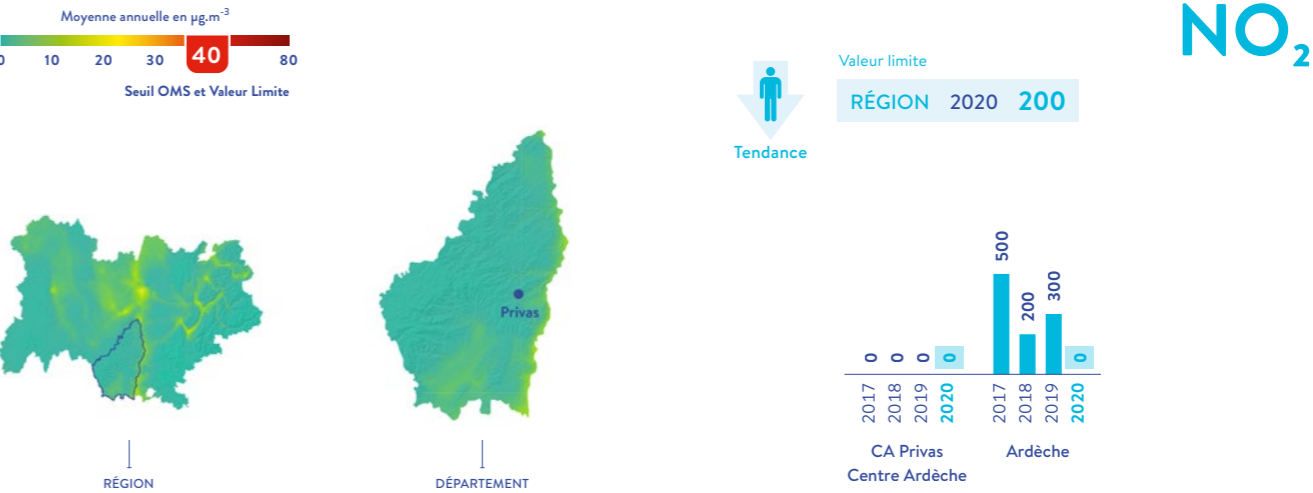 Moyenne annuelle en µg.m⁻³
0 10 20 30 40 80
Seuil OMS et Valeur Limite
Privas
RÉGION
DÉPARTEMENT
NO₂
Valeur limite
RÉGION 2020 200
Tendance
0 0 0 0 500 200 300 0
2017 2018 2019 2020 2017 2018 2019 2020
CA Privas
Centre Ardèche
Ardèche